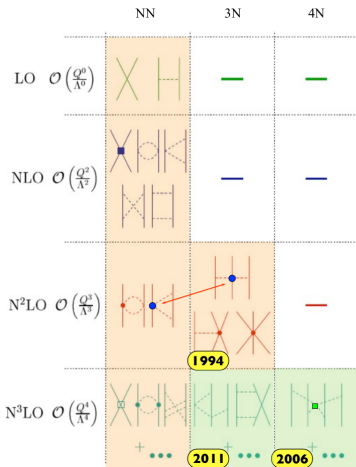 NN 3N 4N
LO 𝒪(Q⁰/Λ⁰) — —
NLO 𝒪(Q²/Λ²) — —
N²LO 𝒪(Q³/Λ³) —
1994
N³LO 𝒪(Q⁴/Λ⁴)
+ ••• 2011 + ••• 2006 + •••